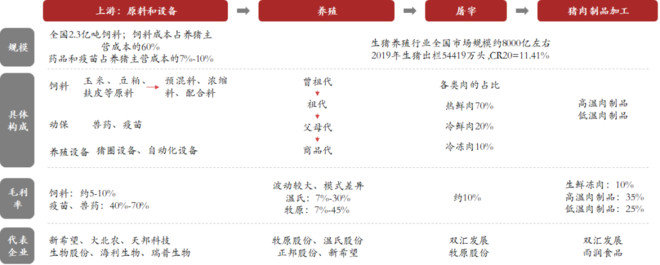 上游：原料和设备
养殖
屠宰
猪肉制品加工
规模
全国2.3亿吨饲料；饲料成本占养猪主
营成本的60%
药品和疫苗占养猪主营成本的7%-10%
生猪养殖行业全国市场规模约8000亿左右
2019年生猪出栏54419万头,CR20=11.41%
具体
构成
饲料
玉米、豆粕、
麸皮等原料
预混料、浓缩
料、配合料
动保
兽药、疫苗
养殖设备
猪圈设备、自动化设备
曾祖代
祖代
父母代
商品代
各类肉的占比
热鲜肉70%
冷鲜肉20%
冷冻肉10%
高温肉制品
低温肉制品
毛利
率
饲料：约5-10%
疫苗、兽药：40%-70%
波动较大、模式差异
温氏：7%-30%
牧原：7%-45%
约10%
生鲜冻肉：10%
高温肉制品：35%
低温肉制品：25%
代表
企业
新希望、大北农、天邦科技
生物股份、海利生物、瑞普生物
牧原股份、温氏股份
正邦股份、新希望
双汇发展
牧原股份
双汇发展
雨润食品